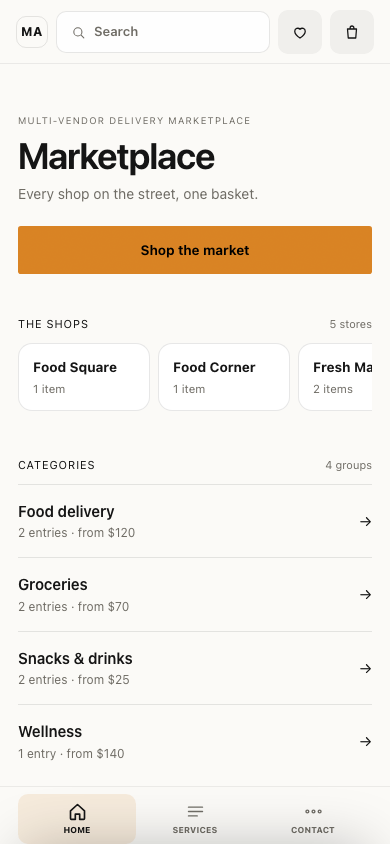 MA
Search
MULTI-VENDOR DELIVERY MARKETPLACE
Marketplace
Every shop on the street, one basket.
Shop the market
THE SHOPS
5 stores
Food Square
1 item
Food Corner
1 item
Fresh Ma
2 items
CATEGORIES
4 groups
Food delivery
2 entries · from $120
Groceries
2 entries · from $70
Snacks & drinks
2 entries · from $25
Wellness
1 entry · from $140
HOME
SERVICES
CONTACT